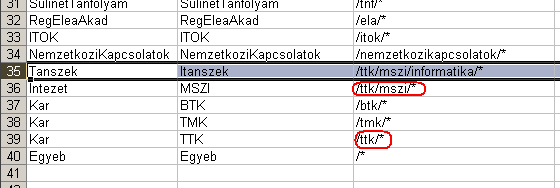 31 SulinetTanfolyam SulinetTanfolyam /tnf/*
32 RegEleaAkad RegEleaAkad /ela/*
33 ITOK ITOK /itok/*
34 NemzetkoziKapcsolatok NemzetkoziKapcsolatok /nemzetkozikapcsolatok/*
35 Tanszek Itanszek /ttk/mszi/informatika/*
36 Intezet MSZI /ttk/mszi/*
37 Kar BTK /btk/*
38 Kar TMK /tmk/*
39 Kar TTK /ttk/*
40 Egyeb Egyeb /*